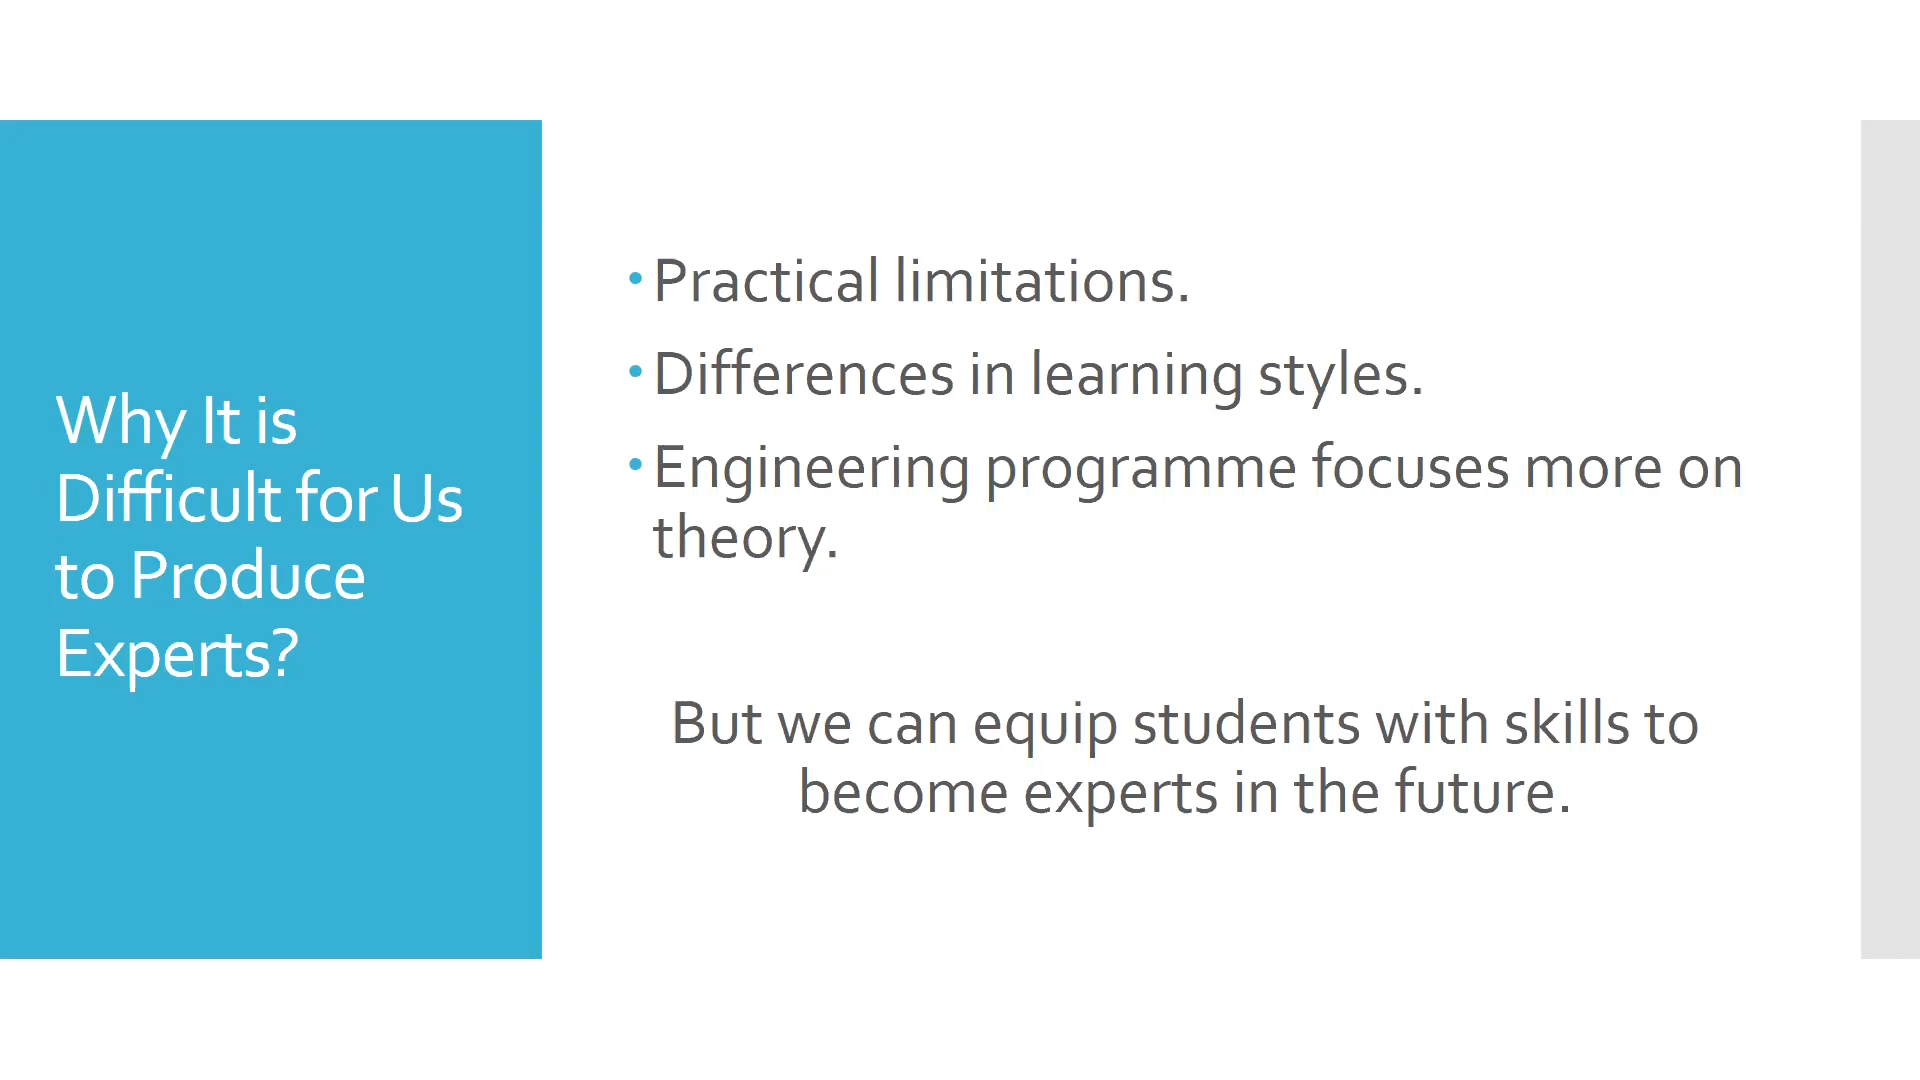 Why It is
Difficult for Us
to Produce
Experts?
• Practical limitations.
• Differences in learning styles.
• Engineering programme focuses more on
theory.
But we can equip students with skills to
become experts in the future.